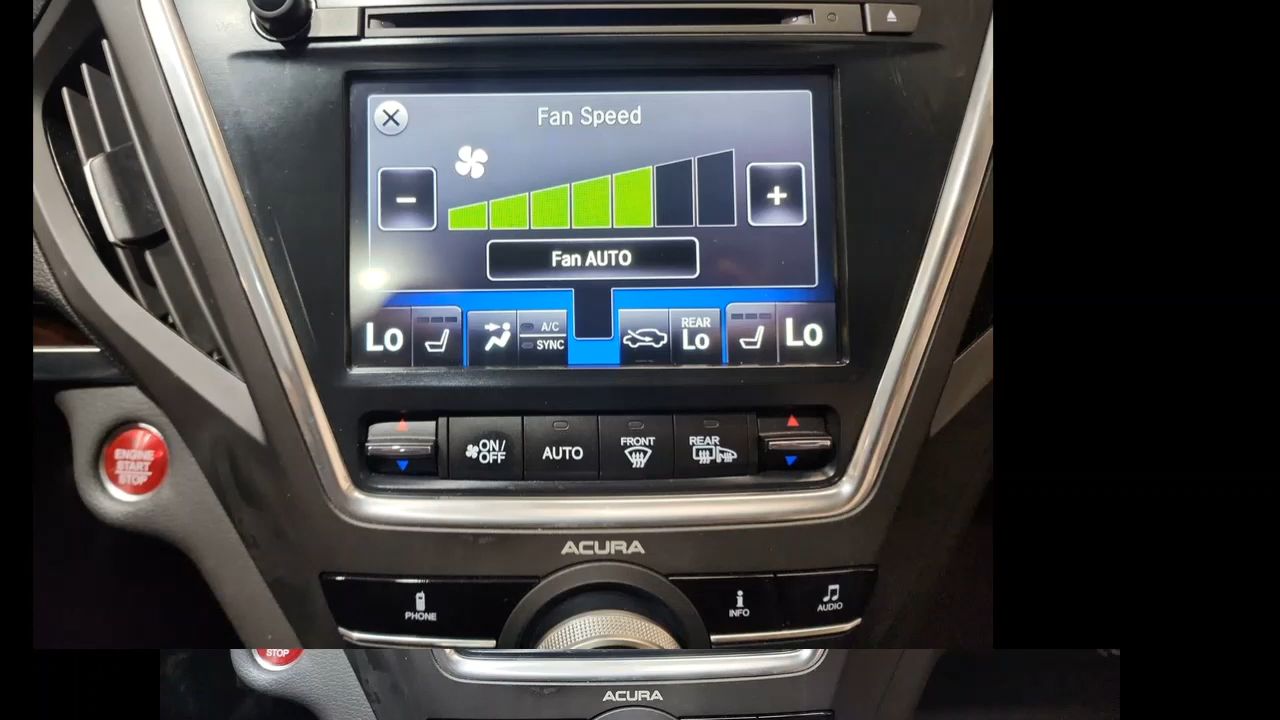 Fan Speed
Fan AUTO
Lo
A/C
SYNC
REAR
Lo
Lo
ENGINE
START
STOP
ON/
OFF
AUTO
FRONT
REAR
ACURA
PHONE
INFO
AUDIO
STOP
ACURA